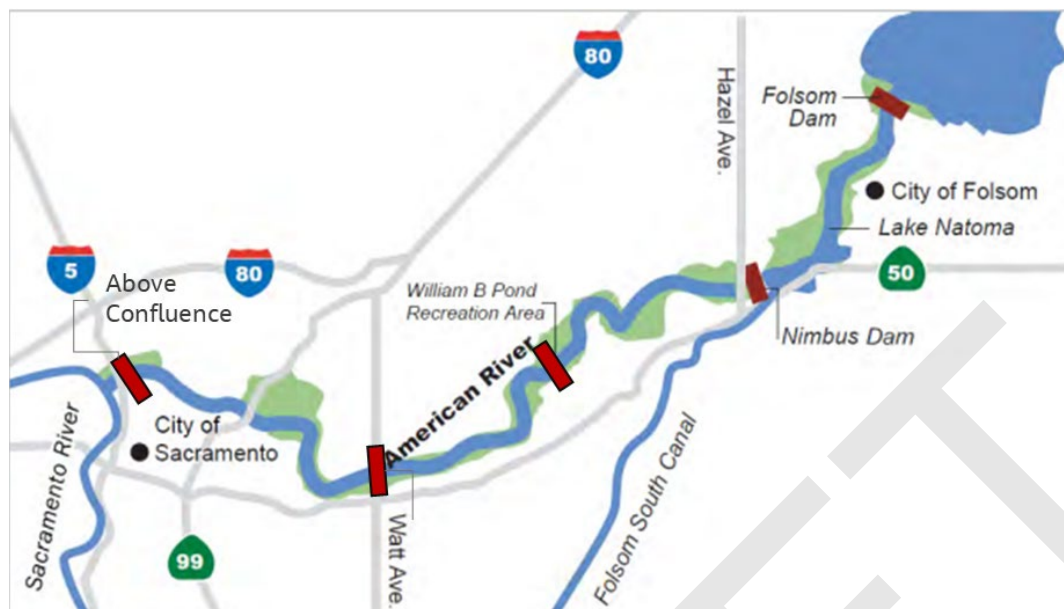 80
Hazel Ave.
Folsom
Dam
City of Folsom
Lake Natoma
5
80
50
Above
Confluence
William B Pond
Recreation Area
Nimbus Dam
American River
City of
Sacramento
Sacramento River
Watt Ave.
Folsom South Canal
99